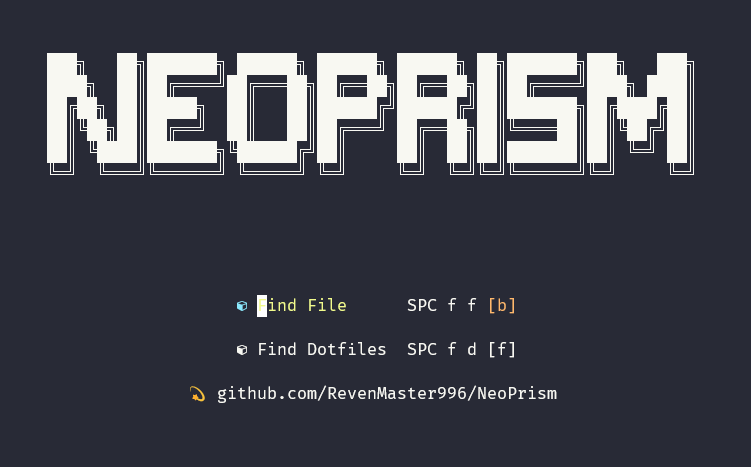 NEOPRISM
Find File SPC f f [b]
Find Dotfiles SPC f d [f]
github.com/RevenMaster996/NeoPrism